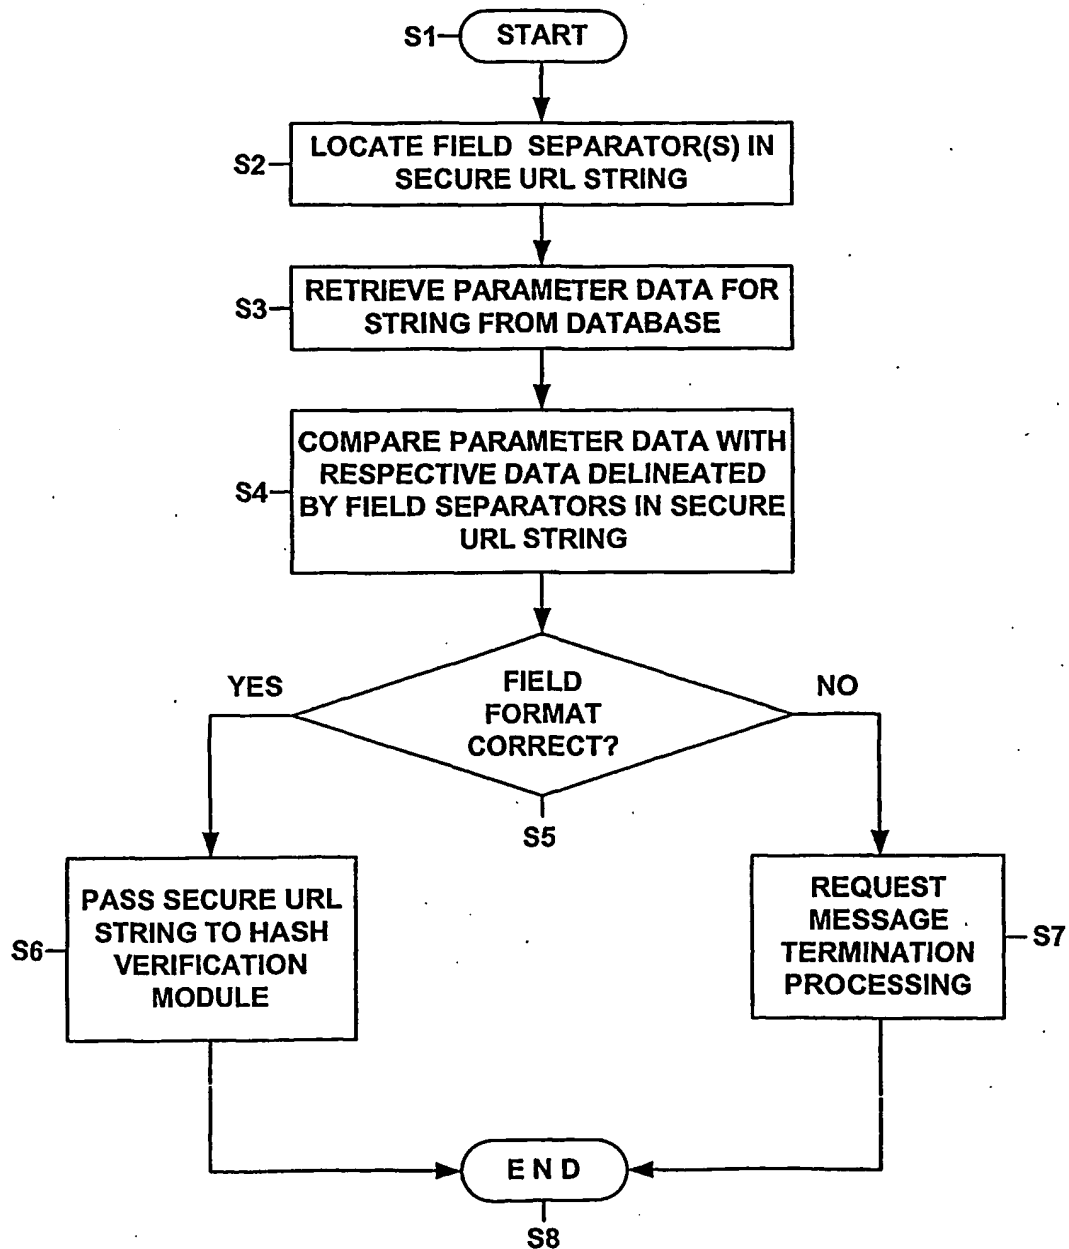 S1
START
LOCATE FIELD SEPARATOR(S) IN
SECURE URL STRING
S2
RETRIEVE PARAMETER DATA FOR
STRING FROM DATABASE
S3
COMPARE PARAMETER DATA WITH
RESPECTIVE DATA DELINEATED
BY FIELD SEPARATORS IN SECURE
URL STRING
S4
YES
FIELD
FORMAT
CORRECT?
NO
S5
PASS SECURE URL
STRING TO HASH
VERIFICATION
MODULE
S6
REQUEST
MESSAGE
TERMINATION
PROCESSING
S7
END
S8